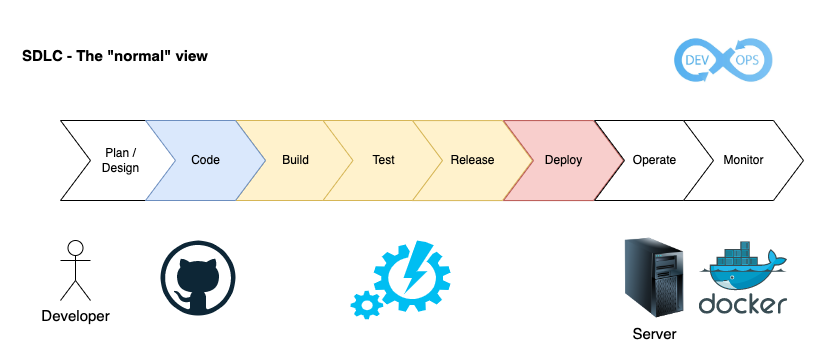 SDLC - The "normal" view
DEV OPS
Plan /
Design
Code
Build
Test
Release
Deploy
Operate
Monitor
Developer
Server
docker